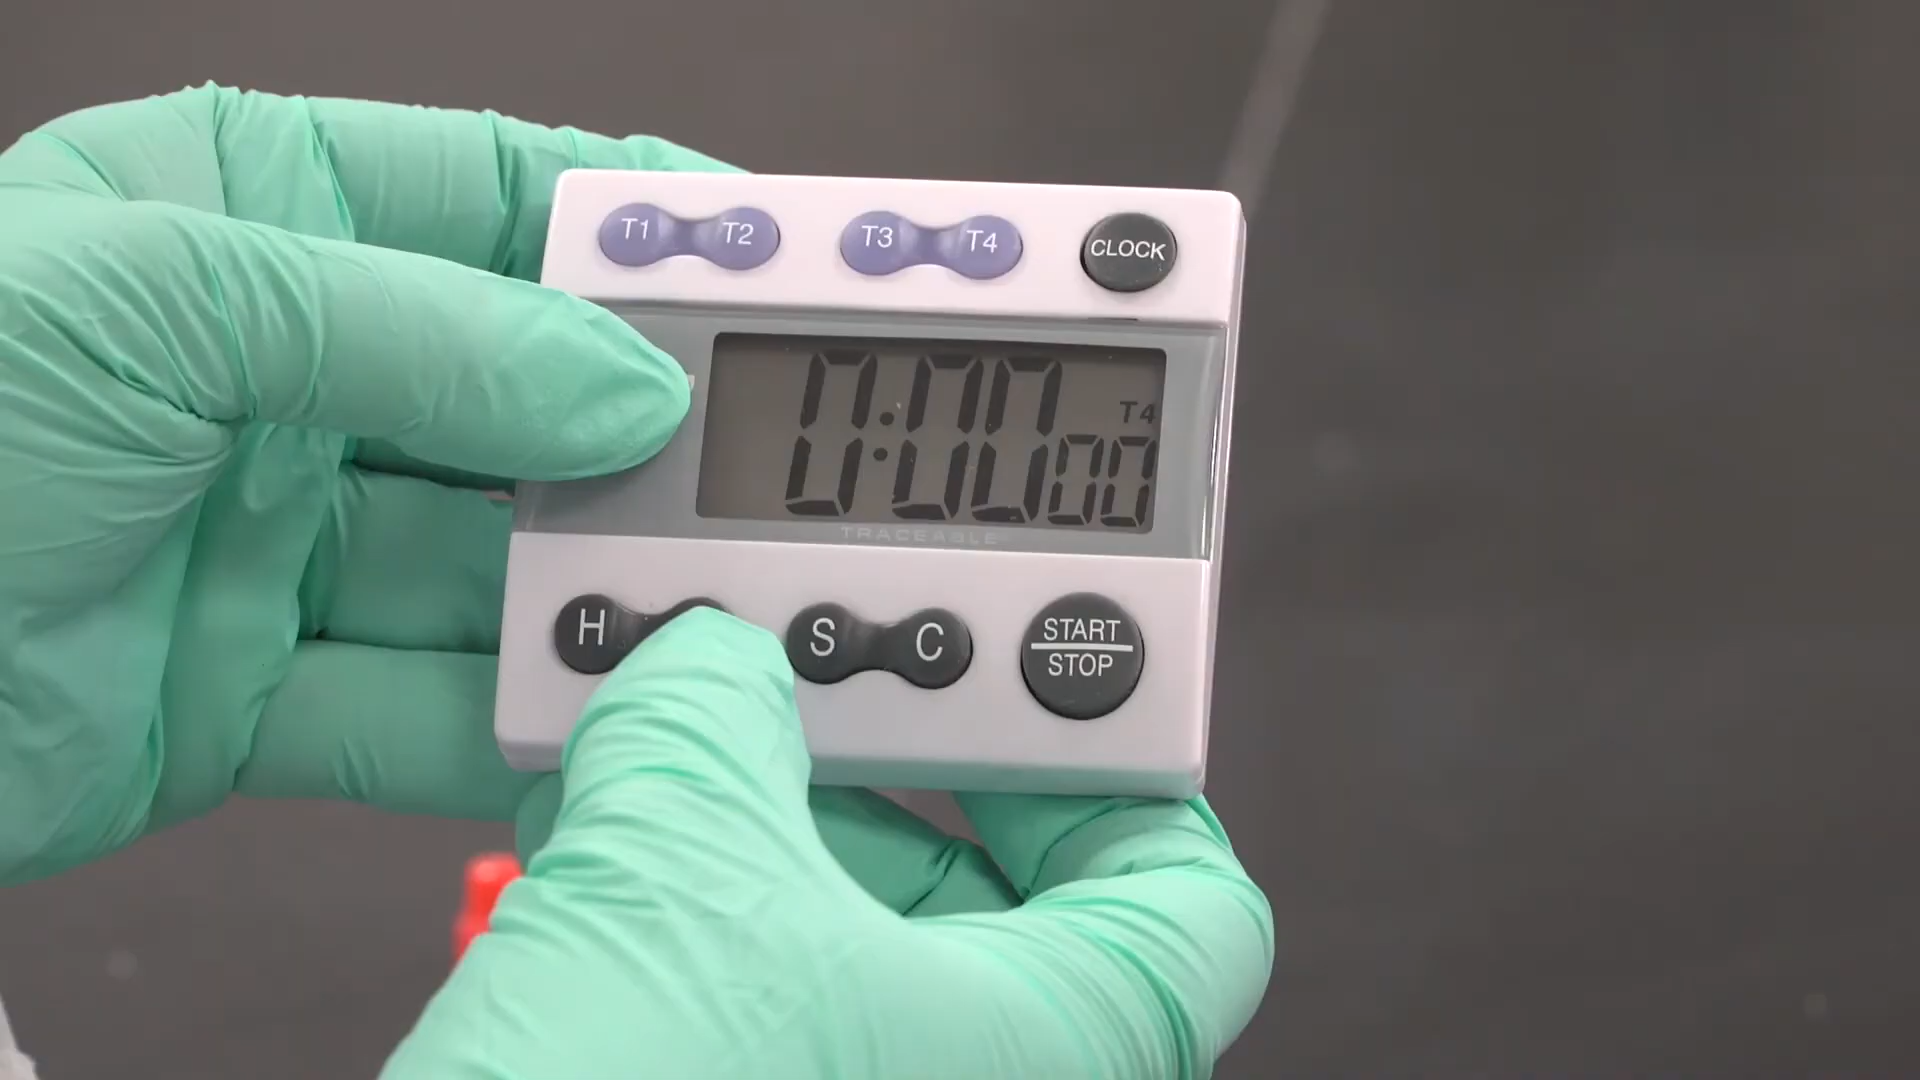 T1 T2 T3 T4 CLOCK
T4
0:00 00
TRACEABLE
H S C START
STOP